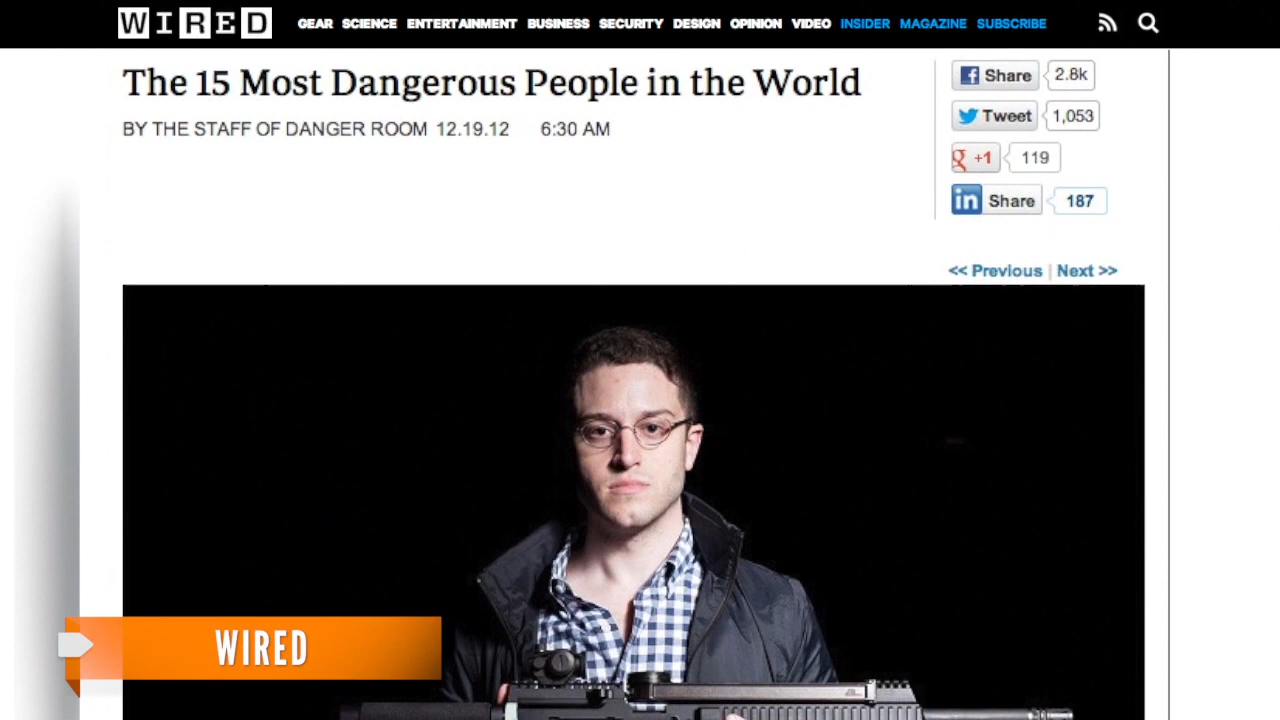 WIRED GEAR SCIENCE ENTERTAINMENT BUSINESS SECURITY DESIGN OPINION VIDEO INSIDER MAGAZINE SUBSCRIBE
The 15 Most Dangerous People in the World
BY THE STAFF OF DANGER ROOM 12.19.12 6:30 AM
f Share 2.8k
Tweet 1,053
g +1 119
in Share 187
<< Previous | Next >>
WIRED